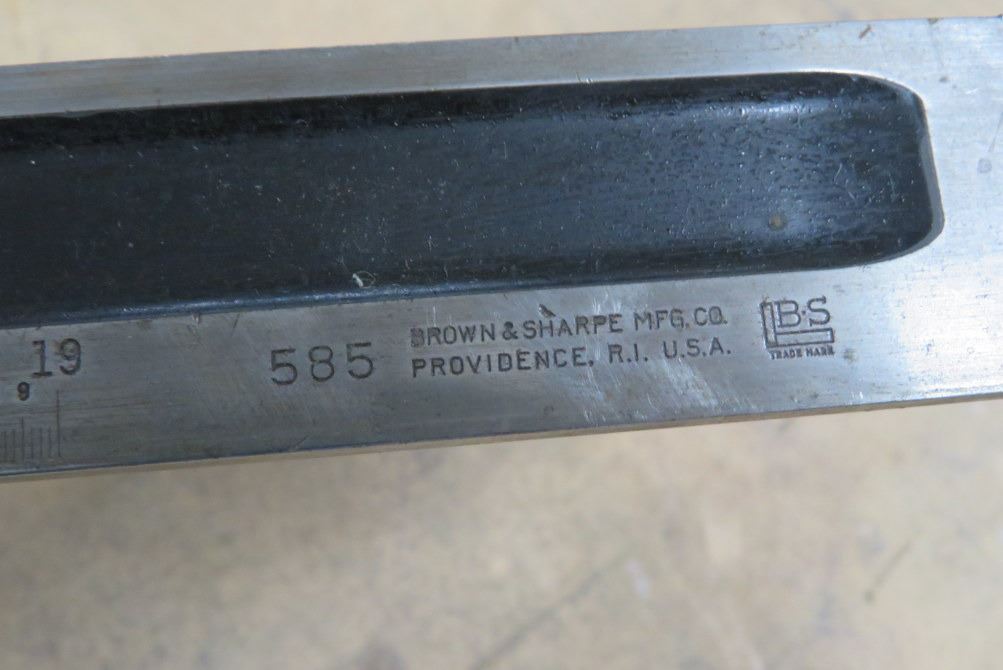 19
9
585
BROWN & SHARPE MFG. CO.
PROVIDENCE, R.I. U.S.A.
B·S
TRADE MARK